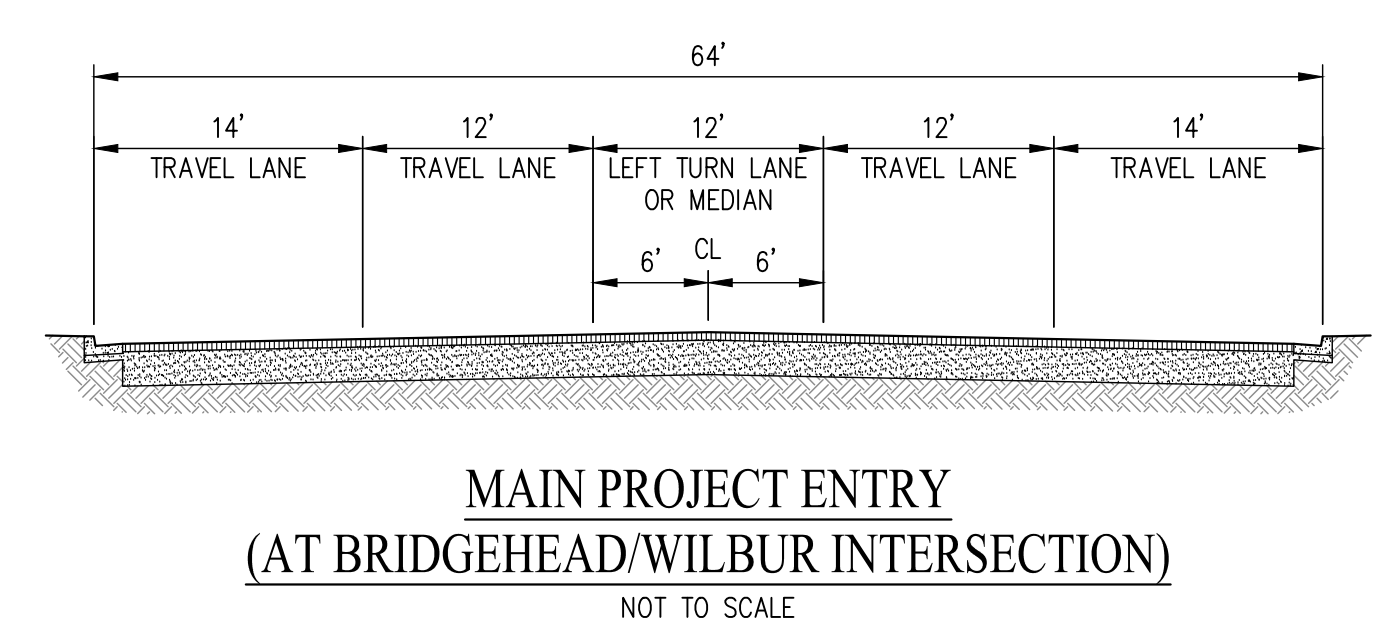 64'
14' 12' 12' 12' 14'
TRAVEL LANE TRAVEL LANE LEFT TURN LANE TRAVEL LANE TRAVEL LANE
OR MEDIAN
CL
6' 6'
MAIN PROJECT ENTRY
(AT BRIDGEHEAD/WILBUR INTERSECTION)
NOT TO SCALE